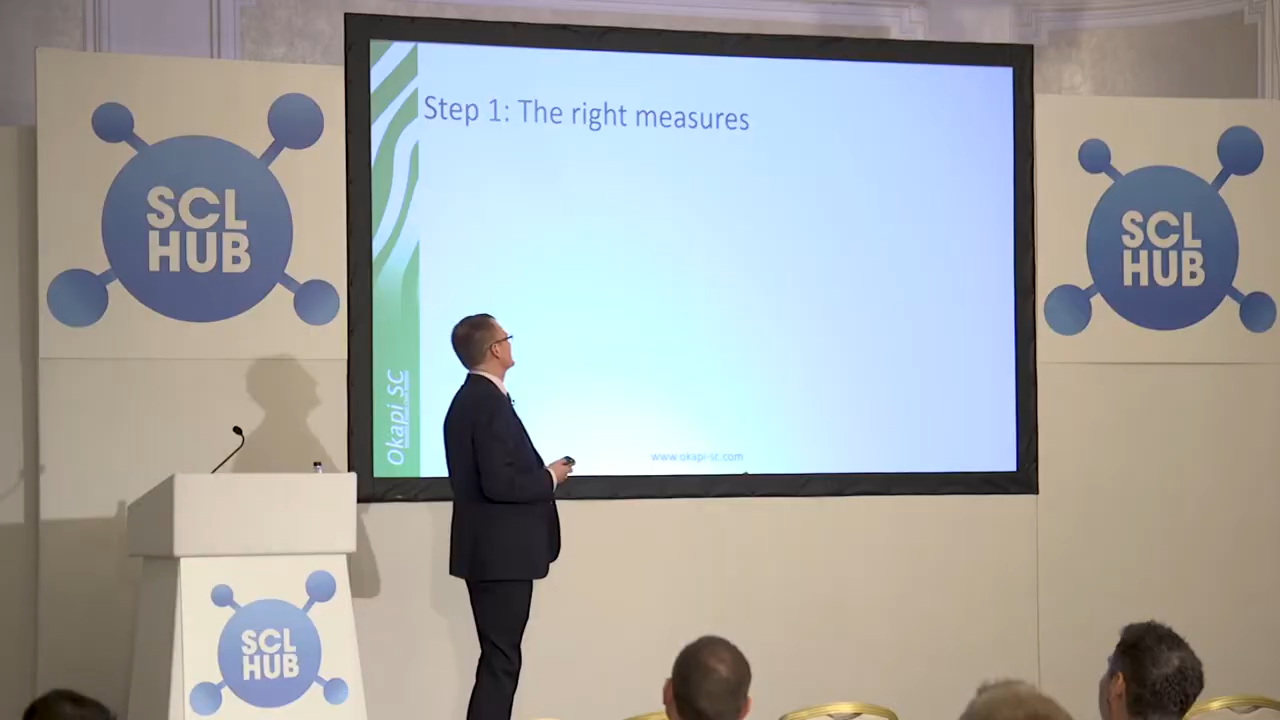 SCL
HUB
Step 1: The right measures
Okapi SC
www.okapi-sc.com
SCL
HUB
SCL
HUB